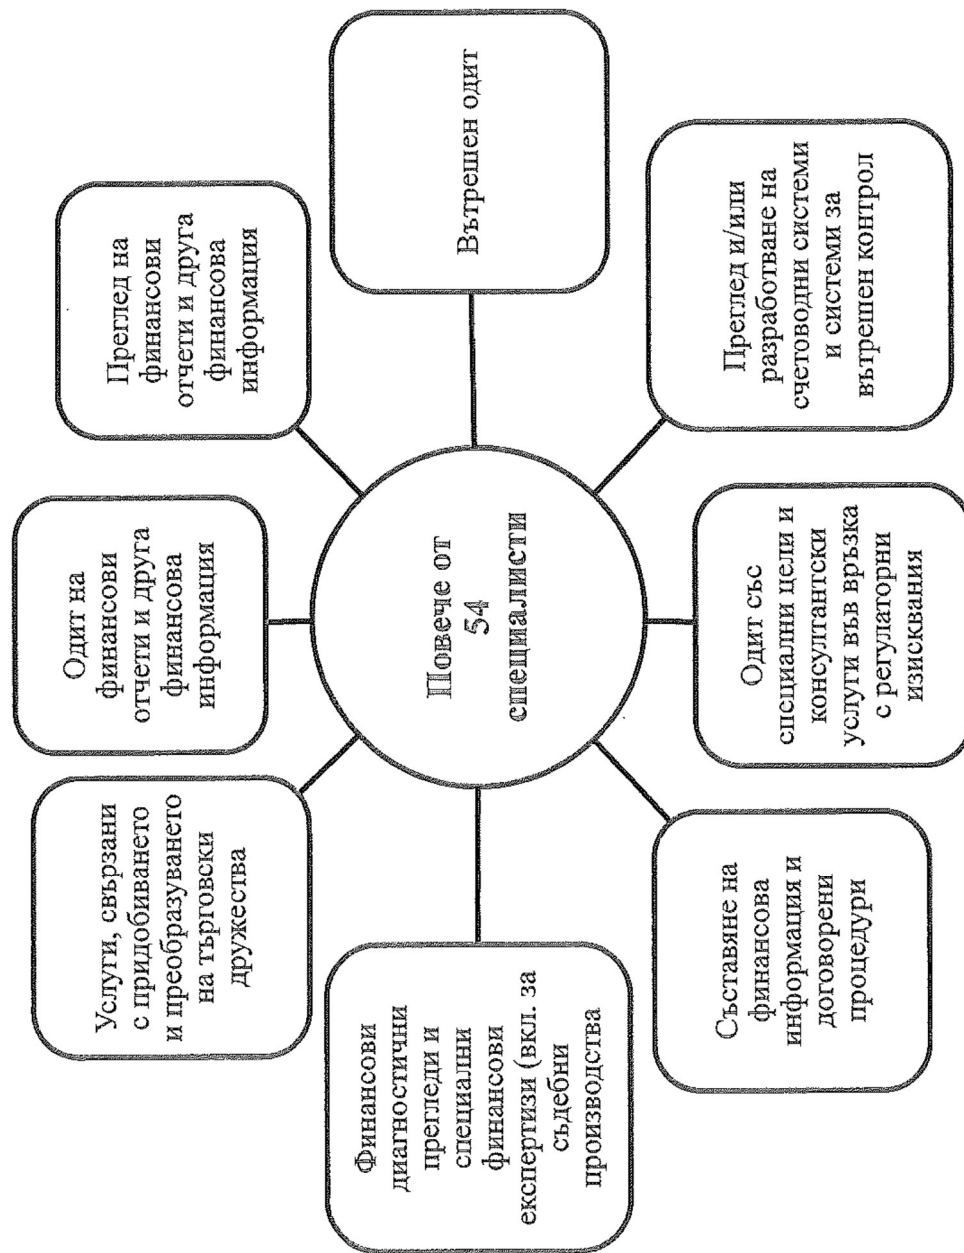 Услуги, свързани
с придобиването
и преобразуването
на търговски
дружества
Одит на
финансови
отчети и друга
финансова
информация
Преглед на
финансови
отчети и друга
финансова
информация
Финансови
диагностични
прегледи и
специални
финансови
експертизи (вкл. за
съдебни
производства
Повече от
54
специалисти
Вътрешен одит
Съставяне на
финансова
информация и
договорени
процедури
Одит със
специални цели и
консултантски
услуги във връзка
с регулаторни
изисквания
Преглед и/или
разработване на
счетоводни системи
и системи за
вътрешен контрол